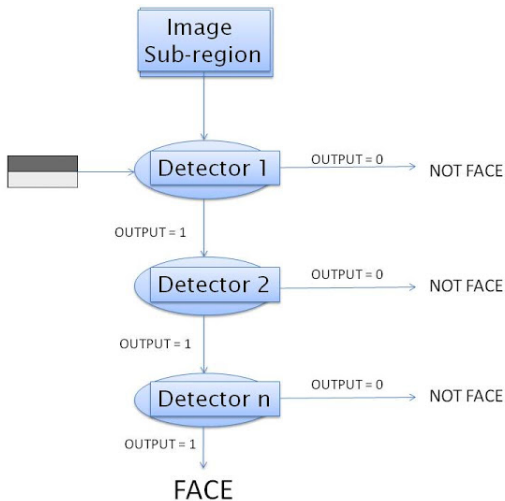 Image
Sub-region
Detector 1
OUTPUT = 0
NOT FACE
OUTPUT = 1
Detector 2
OUTPUT = 0
NOT FACE
OUTPUT = 1
Detector n
OUTPUT = 0
NOT FACE
OUTPUT = 1
FACE